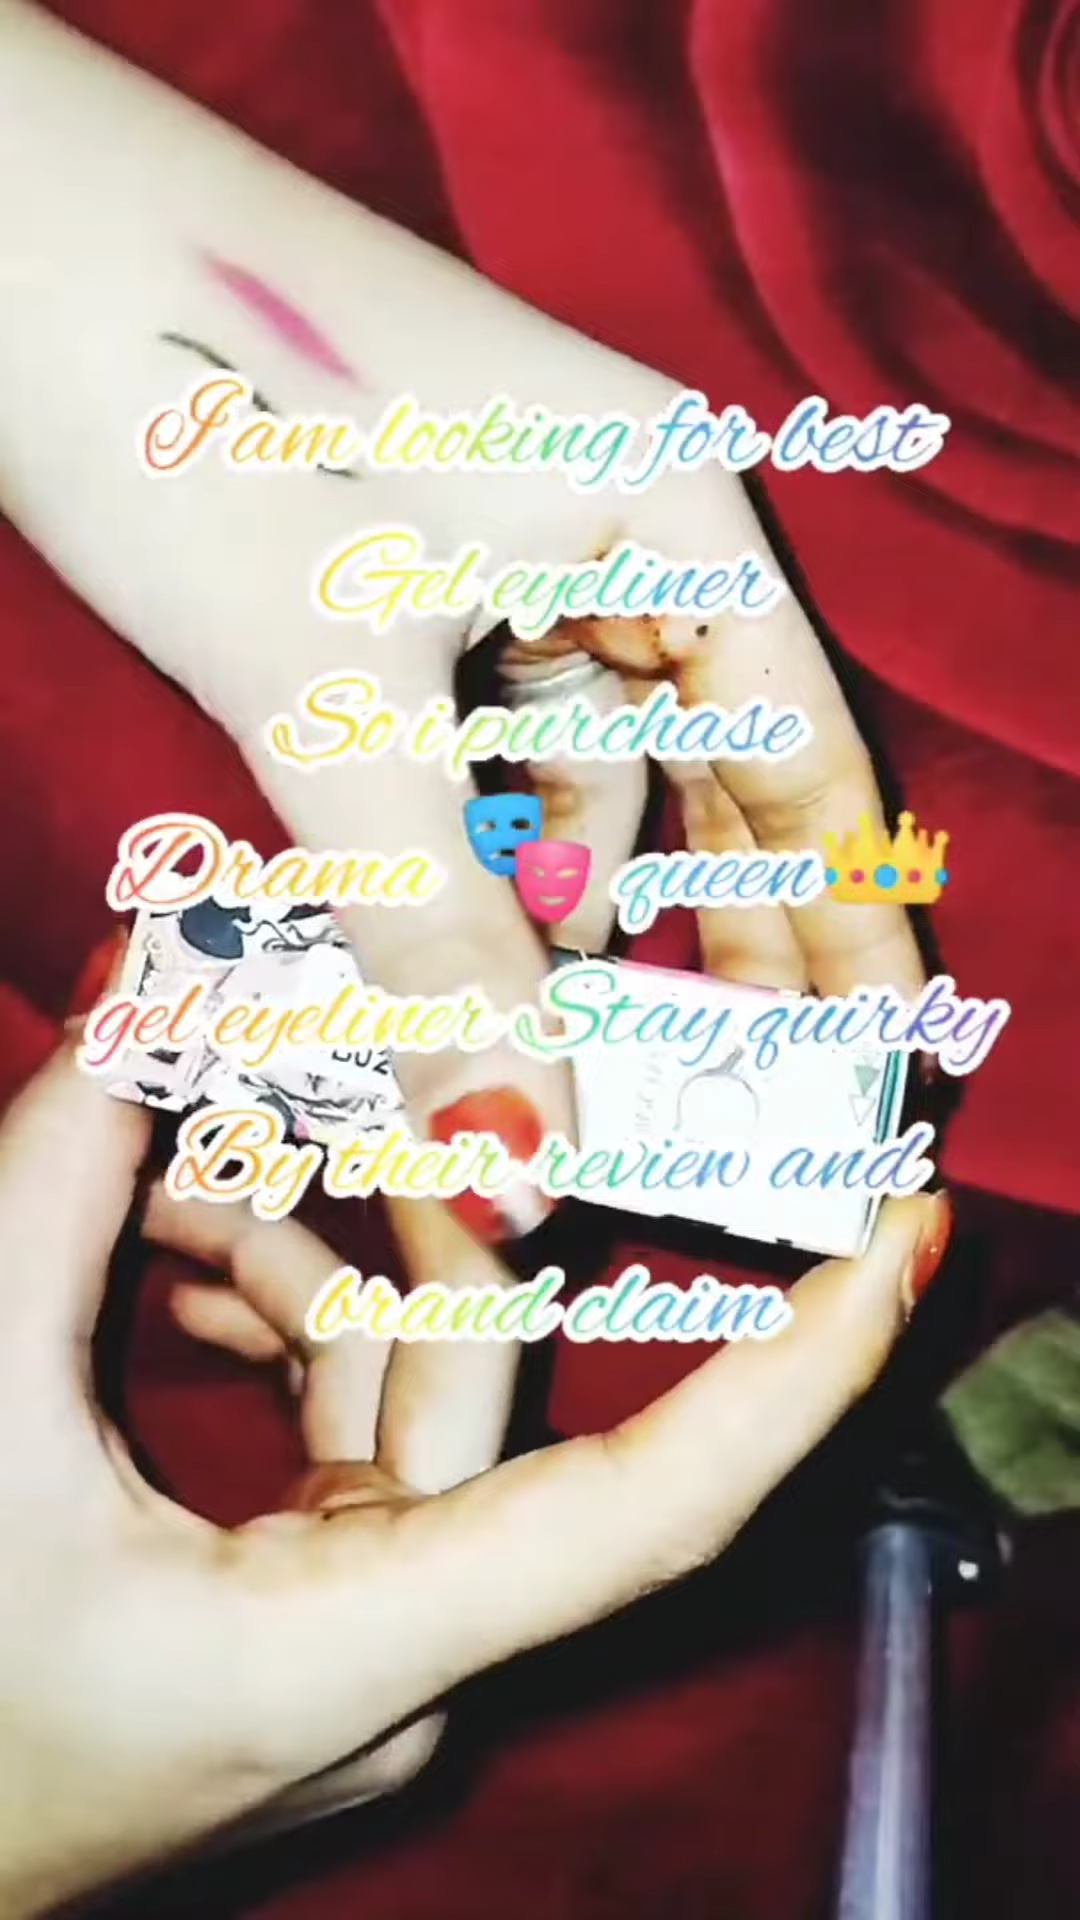 I am looking for best
Gel eyeliner
So i purchase
Drama 🎭 queen👑
gel eyeliner Stay quirky
By their review and
brand claim